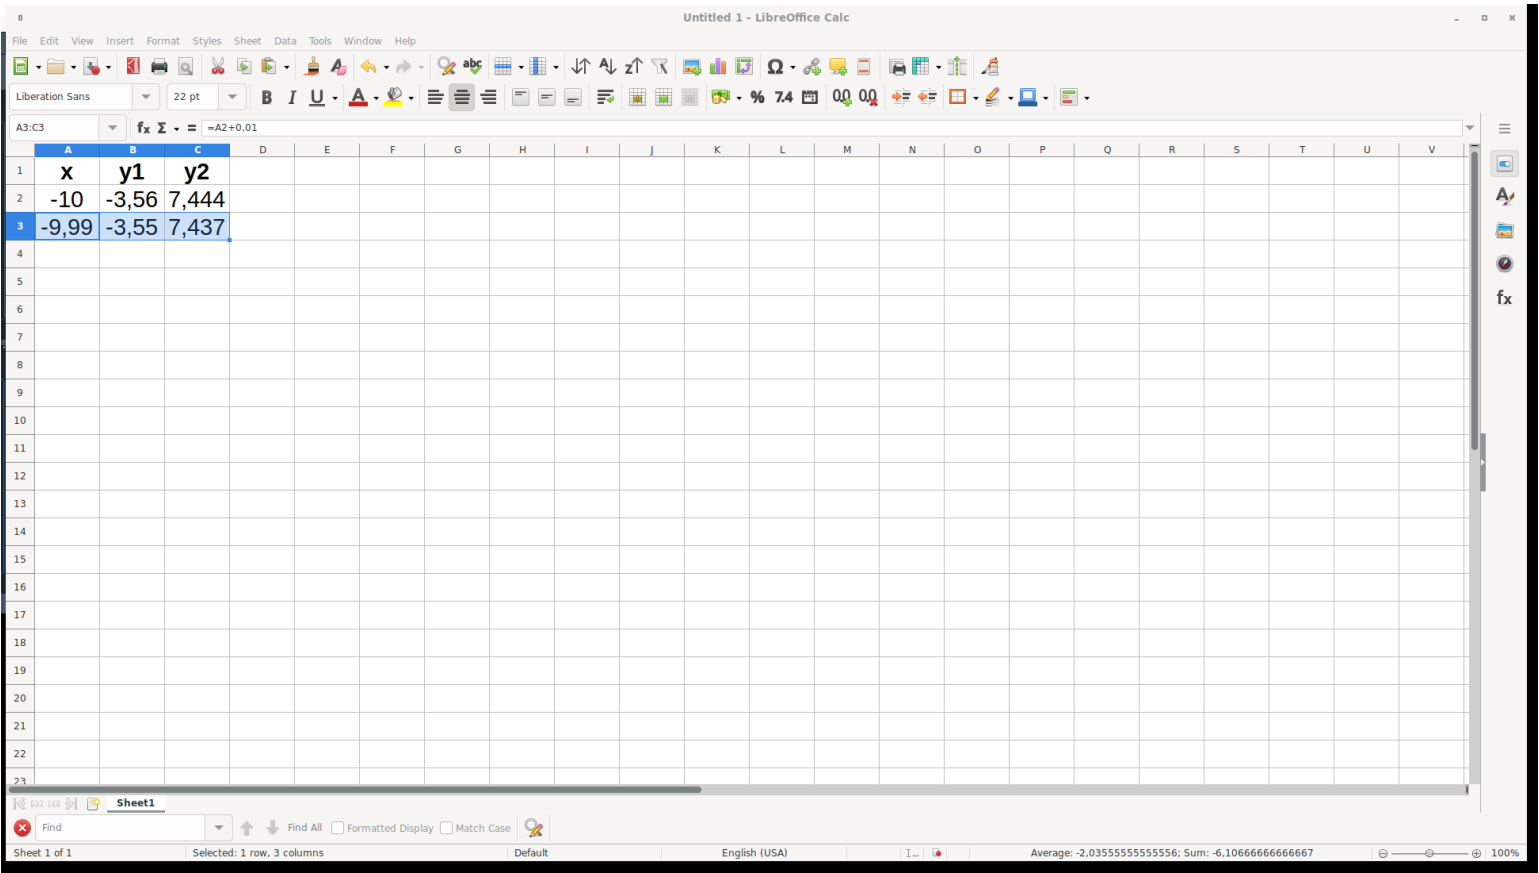 Untitled 1 - LibreOffice Calc
File Edit View Insert Format Styles Sheet Data Tools Window Help
Liberation Sans 22 pt
A3:C3 =A2+0,01
A B C D E F G H I J K L M N O P Q R S T U V
1 x y1 y2
2 -10 -3,56 7,444
3 -9,99 -3,55 7,437
4
5
6
7
8
9
10
11
12
13
14
15
16
17
18
19
20
21
22
23
Sheet1
Find Find All Formatted Display Match Case
Sheet 1 of 1 Selected: 1 row, 3 columns Default English (USA) Average: -2,03555555555556; Sum: -6,10666666666667 100%